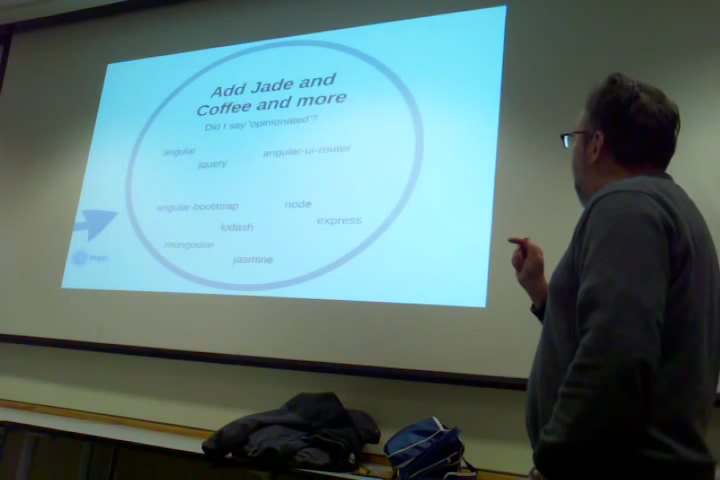 Add Jade and
Coffee and more
Did I say "opinionated"?
angular
angular-ui-router
jquery
angular-bootstrap
node
lodash
express
mongoose
jasmine